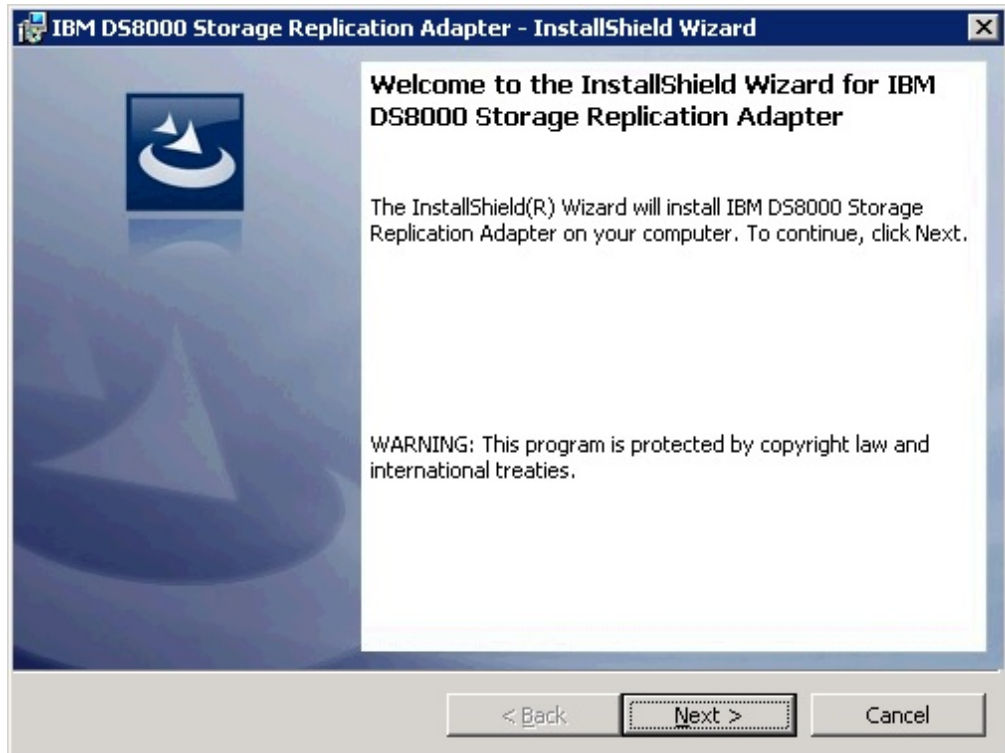 IBM DS8000 Storage Replication Adapter - InstallShield Wizard
Welcome to the InstallShield Wizard for IBM
DS8000 Storage Replication Adapter
The InstallShield(R) Wizard will install IBM DS8000 Storage
Replication Adapter on your computer. To continue, click Next.
WARNING: This program is protected by copyright law and
international treaties.
< Back
Next >
Cancel